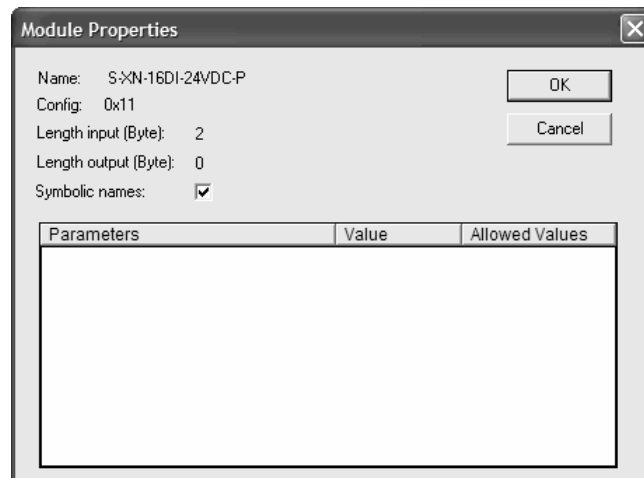 Module Properties
Name: S-XN-16DI-24VDC-P
OK
Config: 0x11
Length input (Byte): 2
Cancel
Length output (Byte): 0
Symbolic names:
Parameters Value Allowed Values